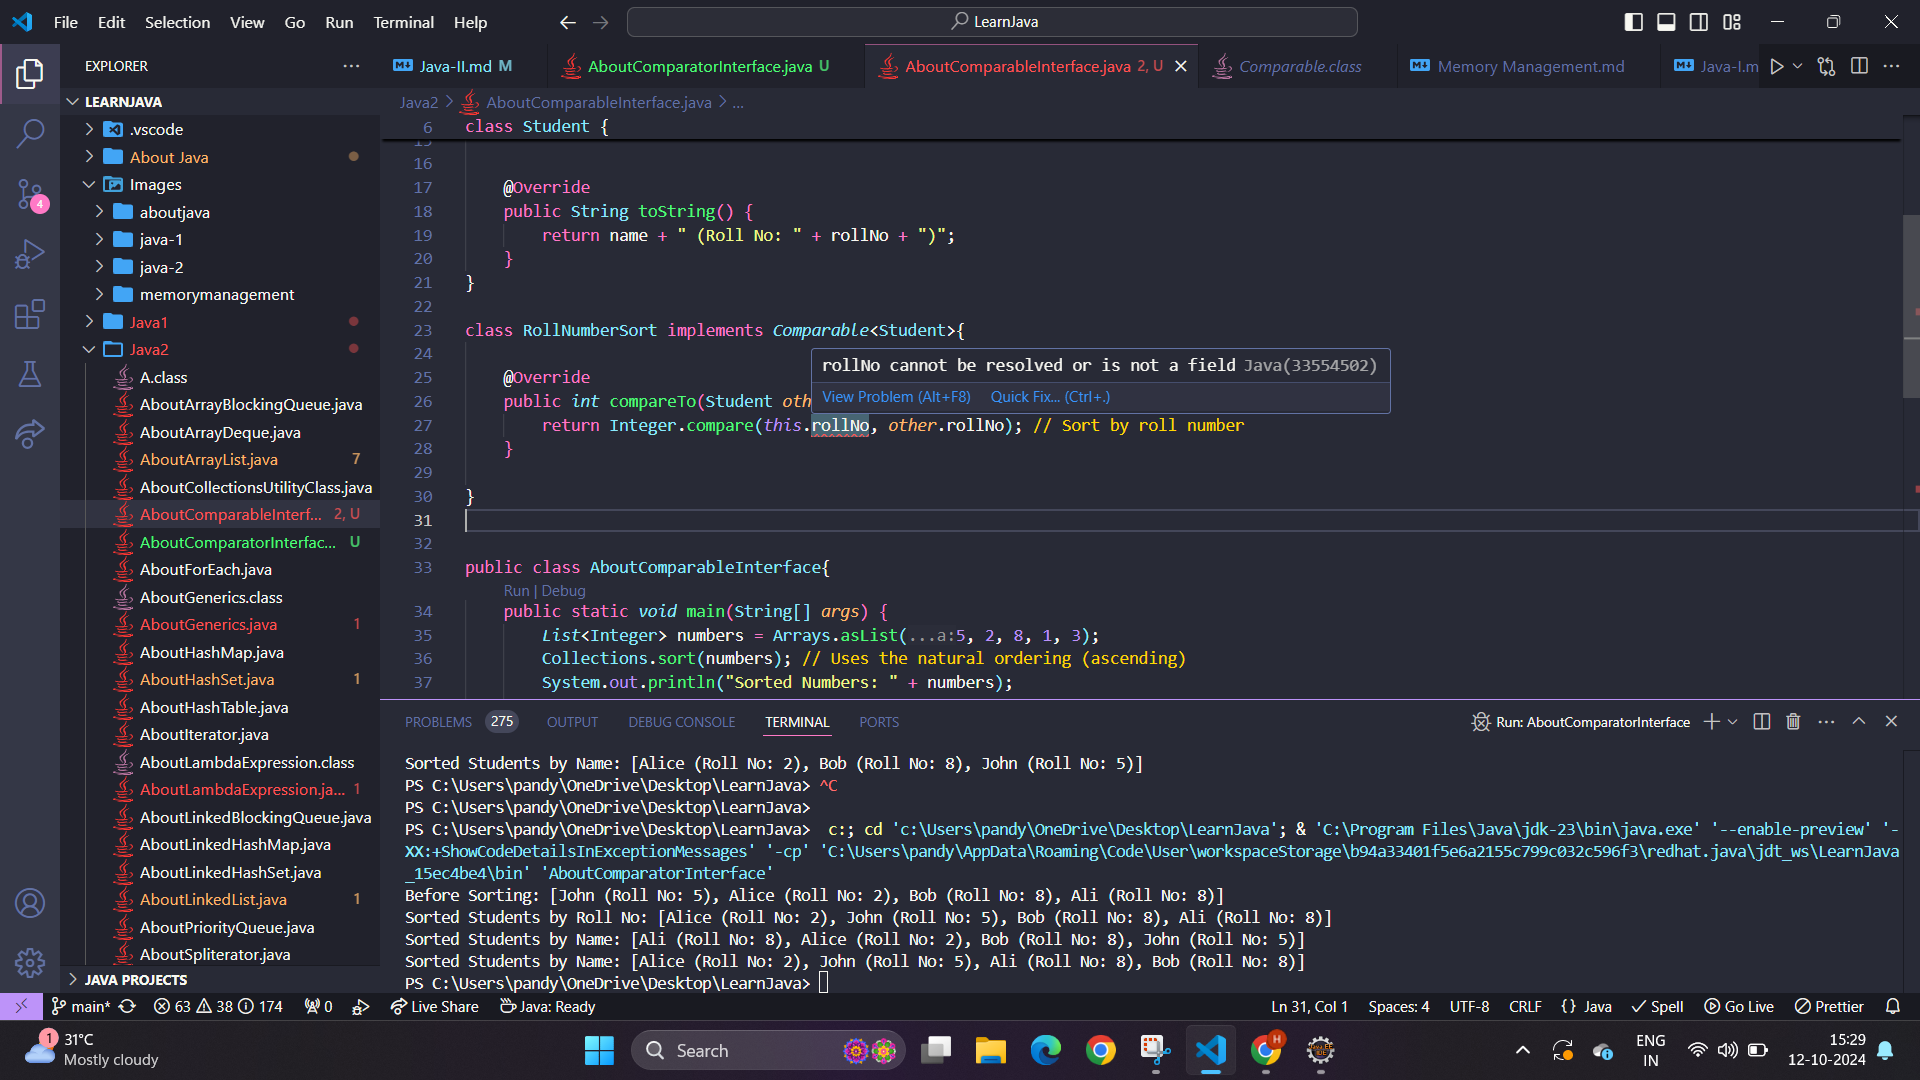 File Edit Selection View Go Run Terminal Help
LearnJava
EXPLORER
Java-II.md M
AboutComparatorInterface.java U
AboutComparableInterface.java 2, U
Comparable.class
Memory Management.md
Java-I.m
LEARNJAVA
.vscode
About Java
Images
aboutjava
java-1
java-2
memorymanagement
Java1
Java2
A.class
AboutArrayBlockingQueue.java
AboutArrayDeque.java
AboutArrayList.java 7
AboutCollectionsUtilityClass.java
AboutComparableInterf... 2, U
AboutComparatorInterfac... U
AboutForEach.java
AboutGenerics.class
AboutGenerics.java 1
AboutHashMap.java
AboutHashSet.java 1
AboutHashTable.java
AboutIterator.java
AboutLambdaExpression.class
AboutLambdaExpression.ja... 1
AboutLinkedBlockingQueue.java
AboutLinkedHashMap.java
AboutLinkedHashSet.java
AboutLinkedList.java 1
AboutPriorityQueue.java
AboutSpliterator.java
JAVA PROJECTS
4
Java2 > AboutComparableInterface.java > ...
6 class Student {
15
16
17 @Override
18 public String toString() {
19 return name + " (Roll No: " + rollNo + ")";
20 }
21 }
22
23 class RollNumberSort implements Comparable<Student>{
24
rollNo cannot be resolved or is not a field Java(33554502)
View Problem (Alt+F8) Quick Fix... (Ctrl+.)
25 @Override
26 public int compareTo(Student oth
27 return Integer.compare(this.rollNo, other.rollNo); // Sort by roll number
28 }
29
30 }
31
32
33 public class AboutComparableInterface{
Run | Debug
34 public static void main(String[] args) {
35 List<Integer> numbers = Arrays.asList(...a:5, 2, 8, 1, 3);
36 Collections.sort(numbers); // Uses the natural ordering (ascending)
37 System.out.println("Sorted Numbers: " + numbers);
PROBLEMS 275 OUTPUT DEBUG CONSOLE TERMINAL PORTS
Run: AboutComparatorInterface
Sorted Students by Name: [Alice (Roll No: 2), Bob (Roll No: 8), John (Roll No: 5)]
PS C:\Users\pandy\OneDrive\Desktop\LearnJava> ^C
PS C:\Users\pandy\OneDrive\Desktop\LearnJava>
PS C:\Users\pandy\OneDrive\Desktop\LearnJava> c:; cd 'c:\Users\pandy\OneDrive\Desktop\LearnJava'; & 'C:\Program Files\Java\jdk-23\bin\java.exe' '--enable-preview' '-
XX:+ShowCodeDetailsInExceptionMessages' '-cp' 'C:\Users\pandy\AppData\Roaming\Code\User\workspaceStorage\b94a33401f5e6a2155c799c032c596f3\redhat.java\jdt_ws\LearnJava
_15ec4be4\bin' 'AboutComparatorInterface'
Before Sorting: [John (Roll No: 5), Alice (Roll No: 2), Bob (Roll No: 8), Ali (Roll No: 8)]
Sorted Students by Roll No: [Alice (Roll No: 2), John (Roll No: 5), Bob (Roll No: 8), Ali (Roll No: 8)]
Sorted Students by Name: [Ali (Roll No: 8), Alice (Roll No: 2), Bob (Roll No: 8), John (Roll No: 5)]
Sorted Students by Name: [Alice (Roll No: 2), John (Roll No: 5), Ali (Roll No: 8), Bob (Roll No: 8)]
PS C:\Users\pandy\OneDrive\Desktop\LearnJava>
main* 63 38 174 0 Live Share Java: Ready
Ln 31, Col 1 Spaces: 4 UTF-8 CRLF {} Java Spell Go Live Prettier
1
31°C
Mostly cloudy
Search
H
ENG
IN
15:29
12-10-2024